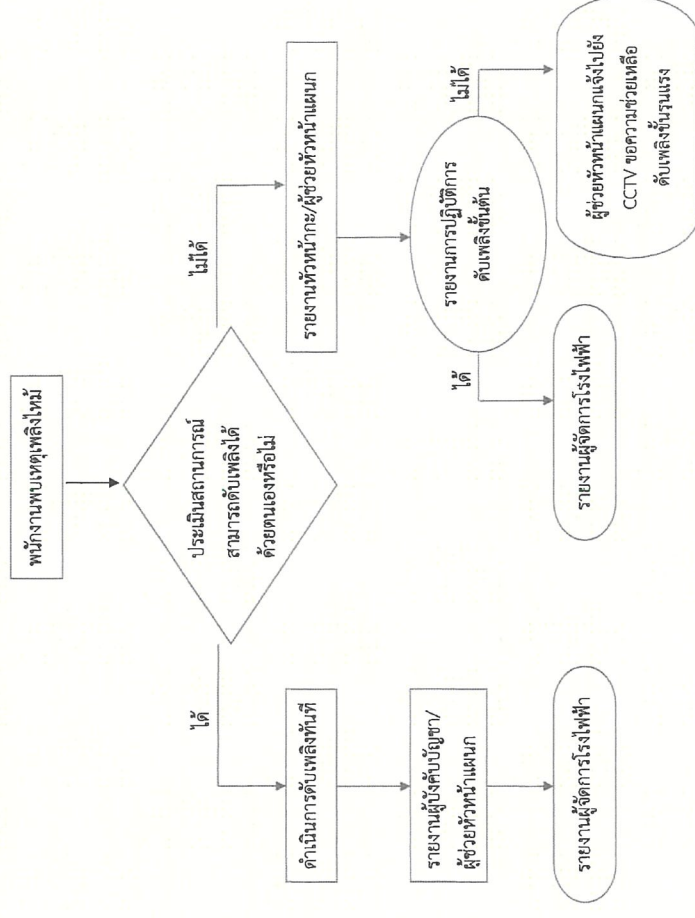 พนักงานพบเหตุเพลิงไหม้
ประเมินสถานการณ์
สามารถดับเพลิงได้
ด้วยตนเองหรือไม่
ได้
ไม่ได้
ดำเนินการดับเพลิงทันที
รายงานผู้บังคับบัญชา/
ผู้ช่วยหัวหน้าแผนก
รายงานผู้จัดการโรงไฟฟ้า
รายงานหัวหน้ากะ/ผู้ช่วยหัวหน้าแผนก
รายงานการปฏิบัติการ
ดับเพลิงขั้นต้น
ได้
ไม่ได้
รายงานผู้จัดการโรงไฟฟ้า
ผู้ช่วยหัวหน้าแผนกแจ้งไปยัง
CCTV ขอความช่วยเหลือ
ดับเพลิงขั้นรุนแรง